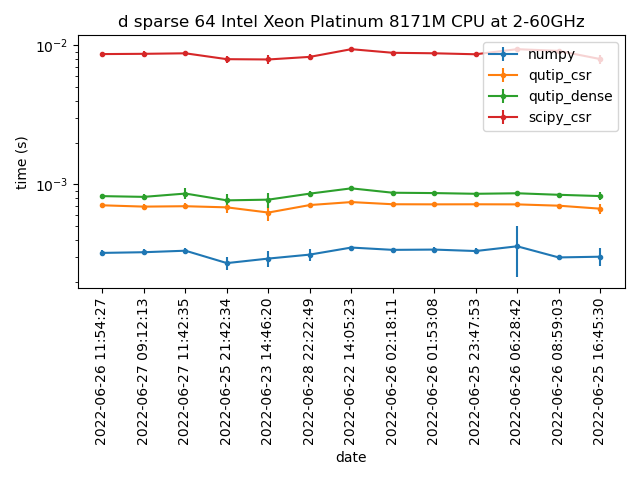 d sparse 64 Intel Xeon Platinum 8171M CPU at 2-60GHz
time (s)
10^-2
10^-3
numpy
qutip_csr
qutip_dense
scipy_csr
2022-06-26 11:54:27
2022-06-27 09:12:13
2022-06-27 11:42:35
2022-06-25 21:42:34
2022-06-23 14:46:20
2022-06-28 22:22:49
2022-06-22 14:05:23
2022-06-26 02:18:11
2022-06-26 01:53:08
2022-06-25 23:47:53
2022-06-26 06:28:42
2022-06-26 08:59:03
2022-06-25 16:45:30
date